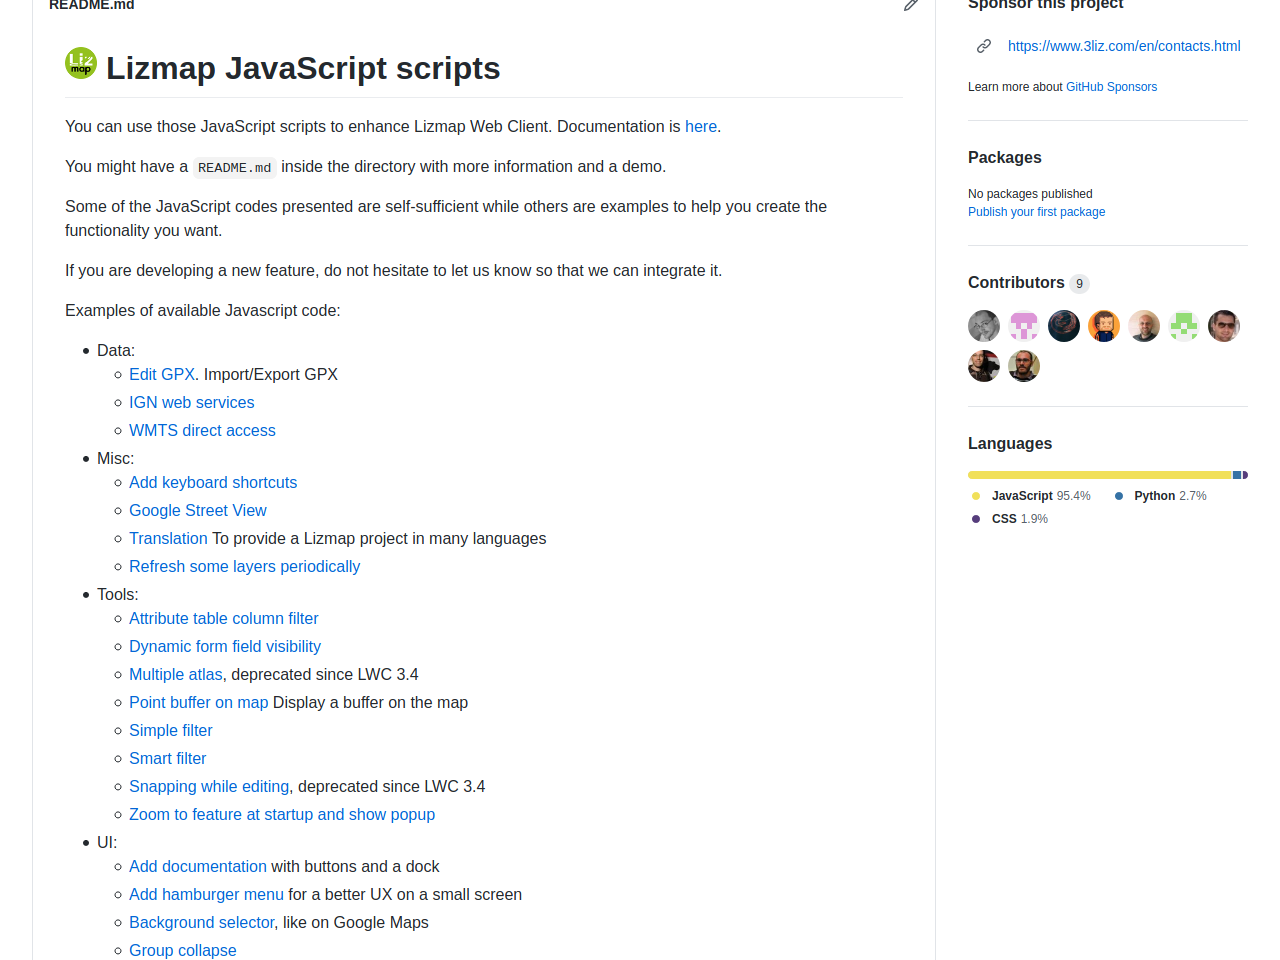 README.md
Liz
map
Lizmap JavaScript scripts
You can use those JavaScript scripts to enhance Lizmap Web Client. Documentation is here.
You might have a README.md inside the directory with more information and a demo.
Some of the JavaScript codes presented are self-sufficient while others are examples to help you create the
functionality you want.
If you are developing a new feature, do not hesitate to let us know so that we can integrate it.
Examples of available Javascript code:
Data:
Edit GPX. Import/Export GPX
IGN web services
WMTS direct access
Misc:
Add keyboard shortcuts
Google Street View
Translation To provide a Lizmap project in many languages
Refresh some layers periodically
Tools:
Attribute table column filter
Dynamic form field visibility
Multiple atlas, deprecated since LWC 3.4
Point buffer on map Display a buffer on the map
Simple filter
Smart filter
Snapping while editing, deprecated since LWC 3.4
Zoom to feature at startup and show popup
UI:
Add documentation with buttons and a dock
Add hamburger menu for a better UX on a small screen
Background selector, like on Google Maps
Group collapse
Sponsor this project
https://www.3liz.com/en/contacts.html
Learn more about GitHub Sponsors
Packages
No packages published
Publish your first package
Contributors 9
Languages
JavaScript 95.4%
Python 2.7%
CSS 1.9%